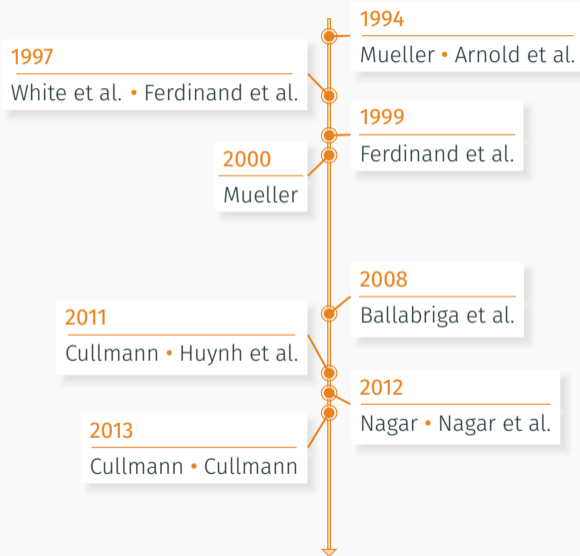 1994
Mueller • Arnold et al.
1997
White et al. • Ferdinand et al.
1999
Ferdinand et al.
2000
Mueller
2008
Ballabriga et al.
2011
Cullmann • Huynh et al.
2012
Nagar • Nagar et al.
2013
Cullmann • Cullmann